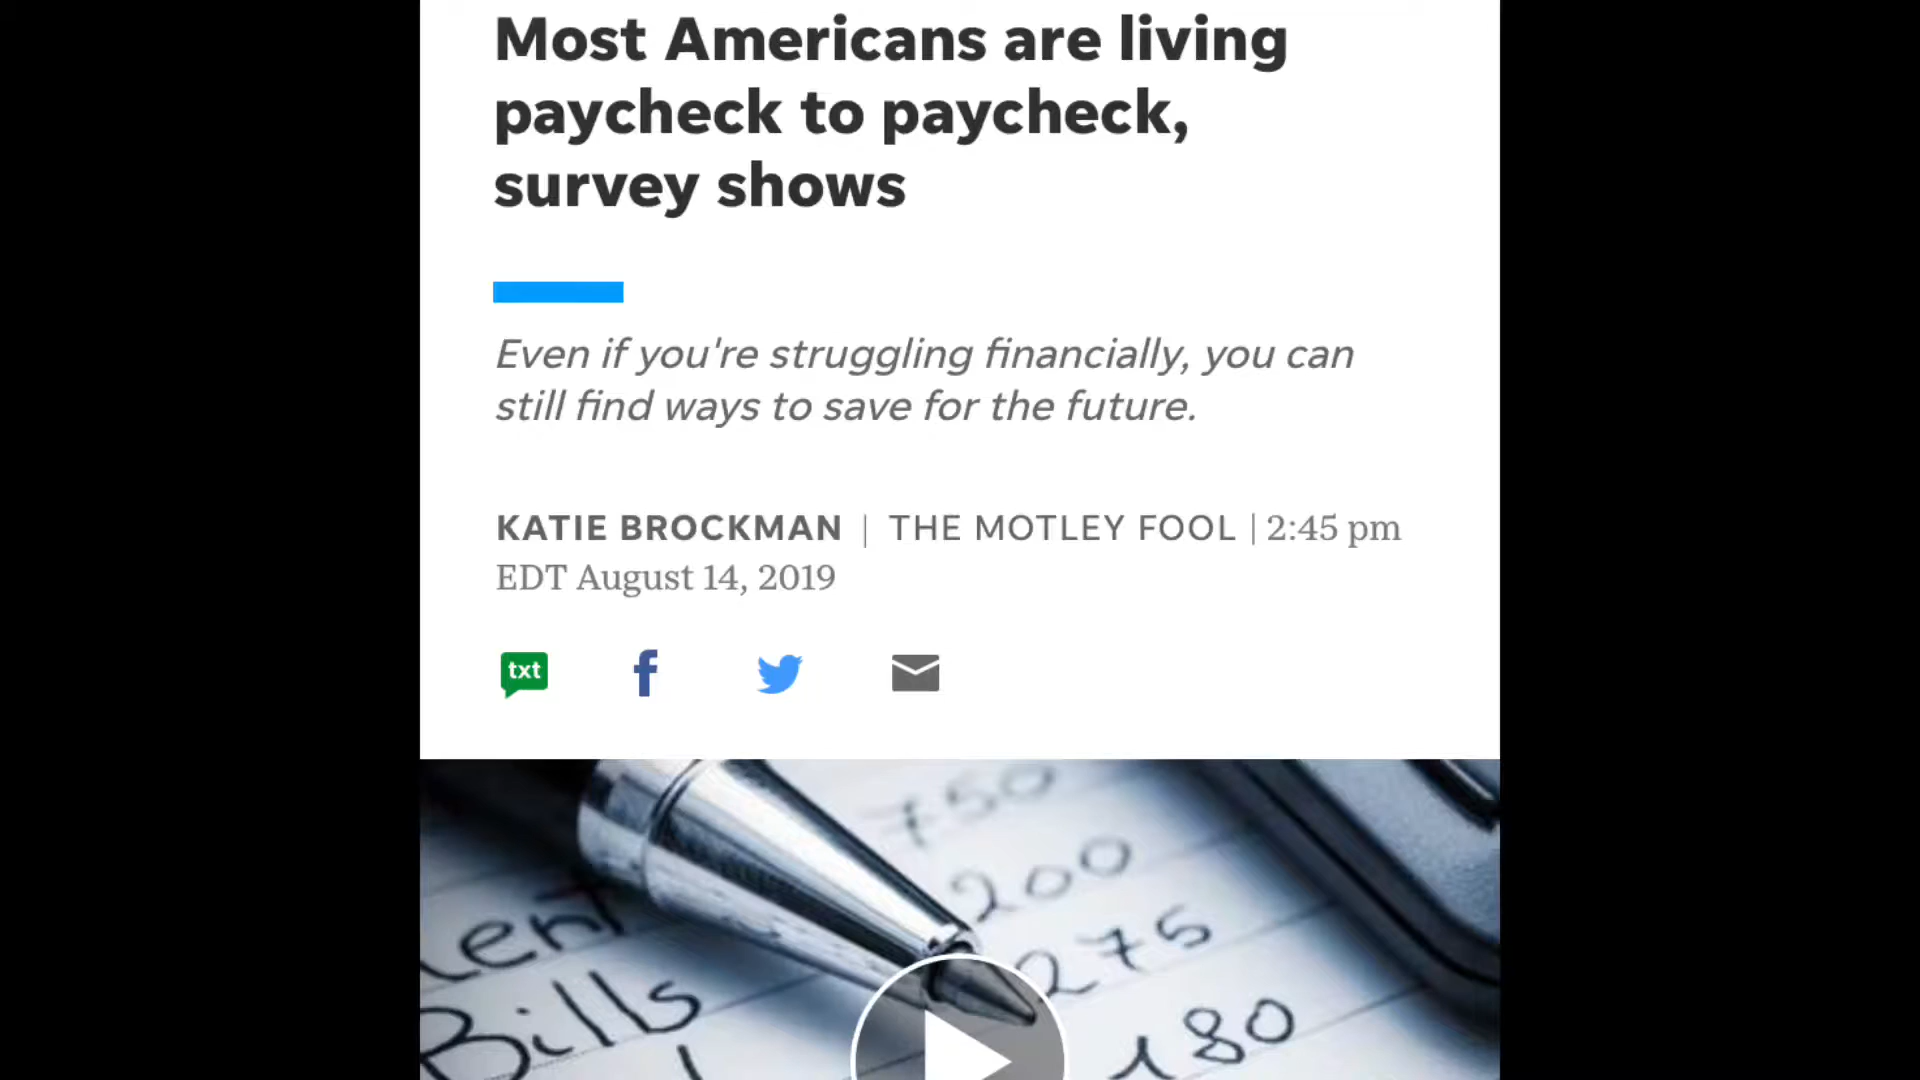 Most Americans are living
paycheck to paycheck,
survey shows
Even if you're struggling financially, you can
still find ways to save for the future.
KATIE BROCKMAN | THE MOTLEY FOOL | 2:45 pm
EDT August 14, 2019
txt
750
200
275
Bills
180